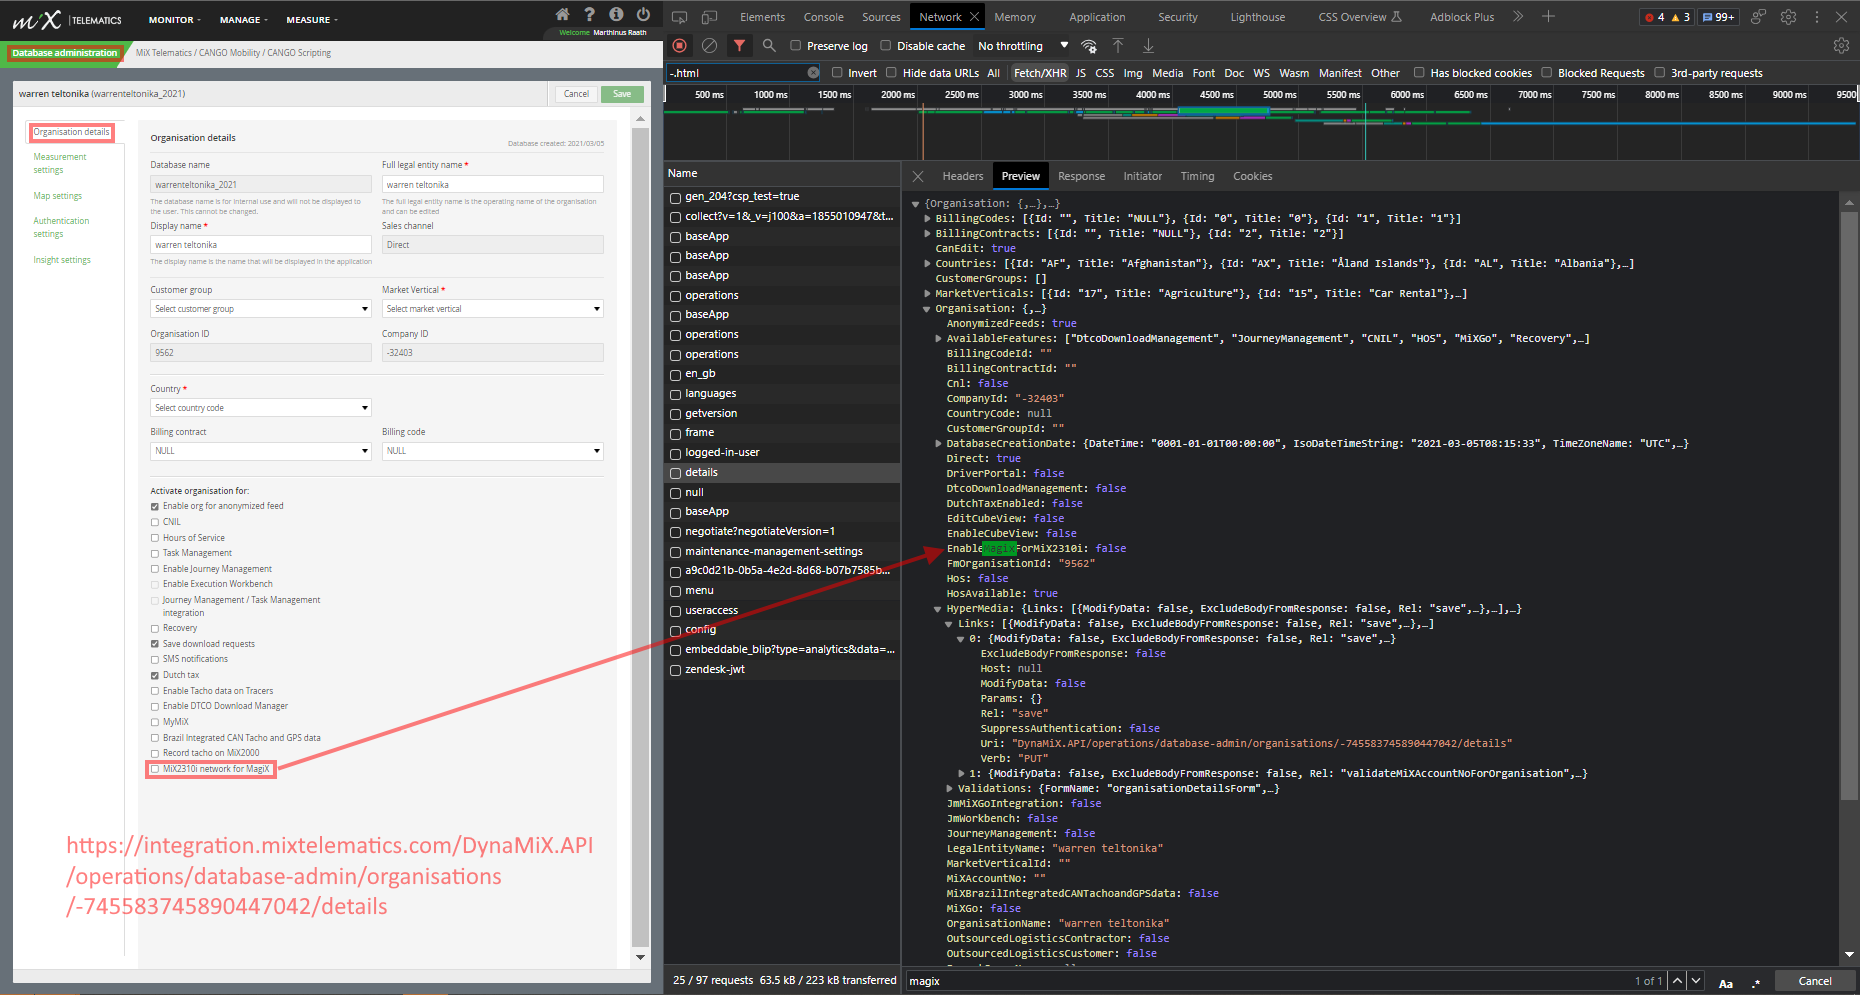 miX TELEMATICS MONITOR MANAGE MEASURE
Welcome Marthinus Raath
Database administration MiX Telematics / CANGO Mobility / CANGO Scripting
warren teltonika (warrenteltonika_2021) Cancel Save
Organisation details
Measurement
settings
Map settings
Authentication
settings
Insight settings
Organisation details
Database created: 2021/03/05
Database name Full legal entity name *
warrenteltonika_2021 warren teltonika
The database name is for internal use and will not be displayed to The full legal entity name is the operating name of the organisation
the user. This cannot be changed. and can be edited
Display name * Sales channel
warren teltonika Direct
The display name is the name that will be displayed in the application
Customer group Market Vertical *
Select customer group Select market vertical
Organisation ID Company ID
9562 -32403
Country *
Select country code
Billing contract Billing code
NULL NULL
Activate organisation for:
Enable org for anonymized feed
CNIL
Hours of Service
Task Management
Enable Journey Management
Enable Execution Workbench
Journey Management / Task Management
integration
Recovery
Save download requests
SMS notifications
Dutch tax
Enable Tacho data on Tracers
Enable DTCO Download Manager
MyMiX
Brazil Integrated CAN Tacho and GPS data
Record tacho on MiX2000
MiX2310i network for MagiX
https://integration.mixtelematics.com/DynaMiX.API
/operations/database-admin/organisations
/-745583745890447042/details
Elements Console Sources Network Memory Application Security Lighthouse CSS Overview Adblock Plus 4 3 99+
Preserve log Disable cache No throttling
-.html Invert Hide data URLs All Fetch/XHR JS CSS Img Media Font Doc WS Wasm Manifest Other Has blocked cookies Blocked Requests 3rd-party requests
500 ms 1000 ms 1500 ms 2000 ms 2500 ms 3000 ms 3500 ms 4000 ms 4500 ms 5000 ms 5500 ms 6000 ms 6500 ms 7000 ms 7500 ms 8000 ms 8500 ms 9000 ms 9500
Name
gen_204?csp_test=true
collect?v=1&_v=j100&a=1855010947&t...
baseApp
baseApp
baseApp
operations
baseApp
operations
operations
en_gb
languages
getversion
frame
logged-in-user
details
null
baseApp
negotiate?negotiateVersion=1
maintenance-management-settings
a9c0d21b-0b5a-4e2d-8d68-b07b7585b...
menu
useraccess
config
embeddable_blip?type=analytics&data=...
zendesk-jwt
25 / 97 requests 63.5 kB / 223 kB transferred
Headers Preview Response Initiator Timing Cookies
{Organisation: {,…},…}
BillingCodes: [{Id: "", Title: "NULL"}, {Id: "0", Title: "0"}, {Id: "1", Title: "1"}]
BillingContracts: [{Id: "", Title: "NULL"}, {Id: "2", Title: "2"}]
CanEdit: true
Countries: [{Id: "AF", Title: "Afghanistan"}, {Id: "AX", Title: "Åland Islands"}, {Id: "AL", Title: "Albania"},…]
CustomerGroups: []
MarketVerticals: [{Id: "17", Title: "Agriculture"}, {Id: "15", Title: "Car Rental"},…]
Organisation: {,…}
AnonymizedFeeds: true
AvailableFeatures: ["DtcoDownloadManagement", "JourneyManagement", "CNIL", "HOS", "MiXGo", "Recovery",…]
BillingCodeId: ""
BillingContractId: ""
Cnl: false
CompanyId: "-32403"
CountryCode: null
CustomerGroupId: ""
DatabaseCreationDate: {DateTime: "0001-01-01T00:00:00", IsoDateTimeString: "2021-03-05T08:15:33", TimeZoneName: "UTC",…}
Direct: true
DriverPortal: false
DtcoDownloadManagement: false
DutchTaxEnabled: false
EditCubeView: false
EnableCubeView: false
EnableMagixForMiX2310i: false
FmOrganisationId: "9562"
Hos: false
HosAvailable: true
HyperMedia: {Links: [{ModifyData: false, ExcludeBodyFromResponse: false, Rel: "save",…},…],…}
Links: [{ModifyData: false, ExcludeBodyFromResponse: false, Rel: "save",…},…]
0: {ModifyData: false, ExcludeBodyFromResponse: false, Rel: "save",…}
ExcludeBodyFromResponse: false
Host: null
ModifyData: false
Params: {}
Rel: "save"
SuppressAuthentication: false
Uri: "DynaMiX.API/operations/database-admin/organisations/-745583745890447042/details"
Verb: "PUT"
1: {ModifyData: false, ExcludeBodyFromResponse: false, Rel: "validateMiXAccountNoForOrganisation",…}
Validations: {FormName: "organisationDetailsForm",…}
JmMiXGoIntegration: false
JmWorkbench: false
JourneyManagement: false
LegalEntityName: "warren teltonika"
MarketVerticalId: ""
MiXAccountNo: ""
MiXBrazilIntegratedCANTachoandGPSdata: false
MiXGo: false
OrganisationName: "warren teltonika"
OutsourcedLogisticsContractor: false
OutsourcedLogisticsCustomer: false
magix 1 of 1 Aa .* Cancel